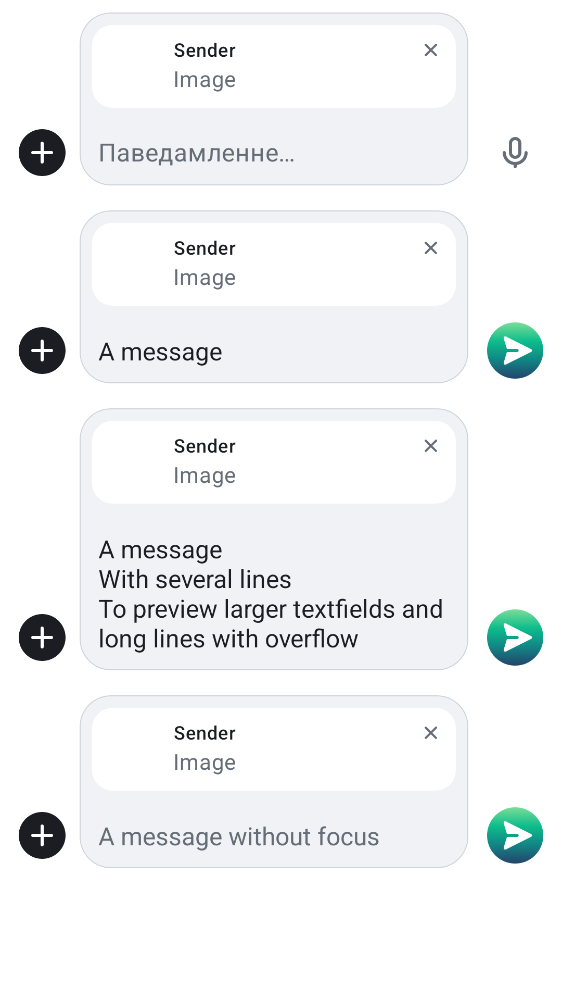 Sender
Image
Паведамленне…
Sender
Image
A message
Sender
Image
A message
With several lines
To preview larger textfields and
long lines with overflow
Sender
Image
A message without focus